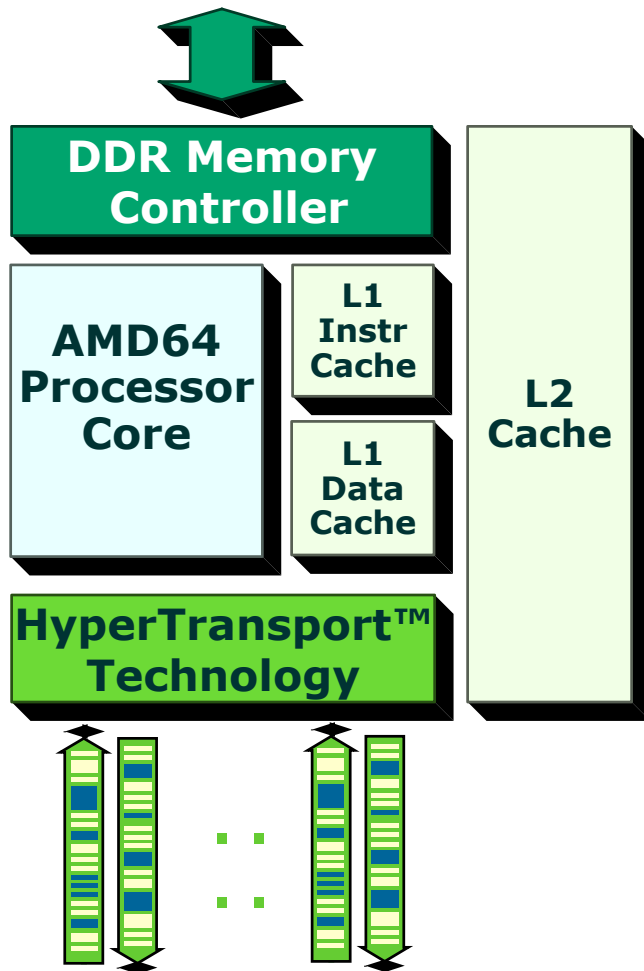 DDR Memory
Controller
AMD64
Processor
Core
L1
Instr
Cache
L1
Data
Cache
L2
Cache
HyperTransport™
Technology